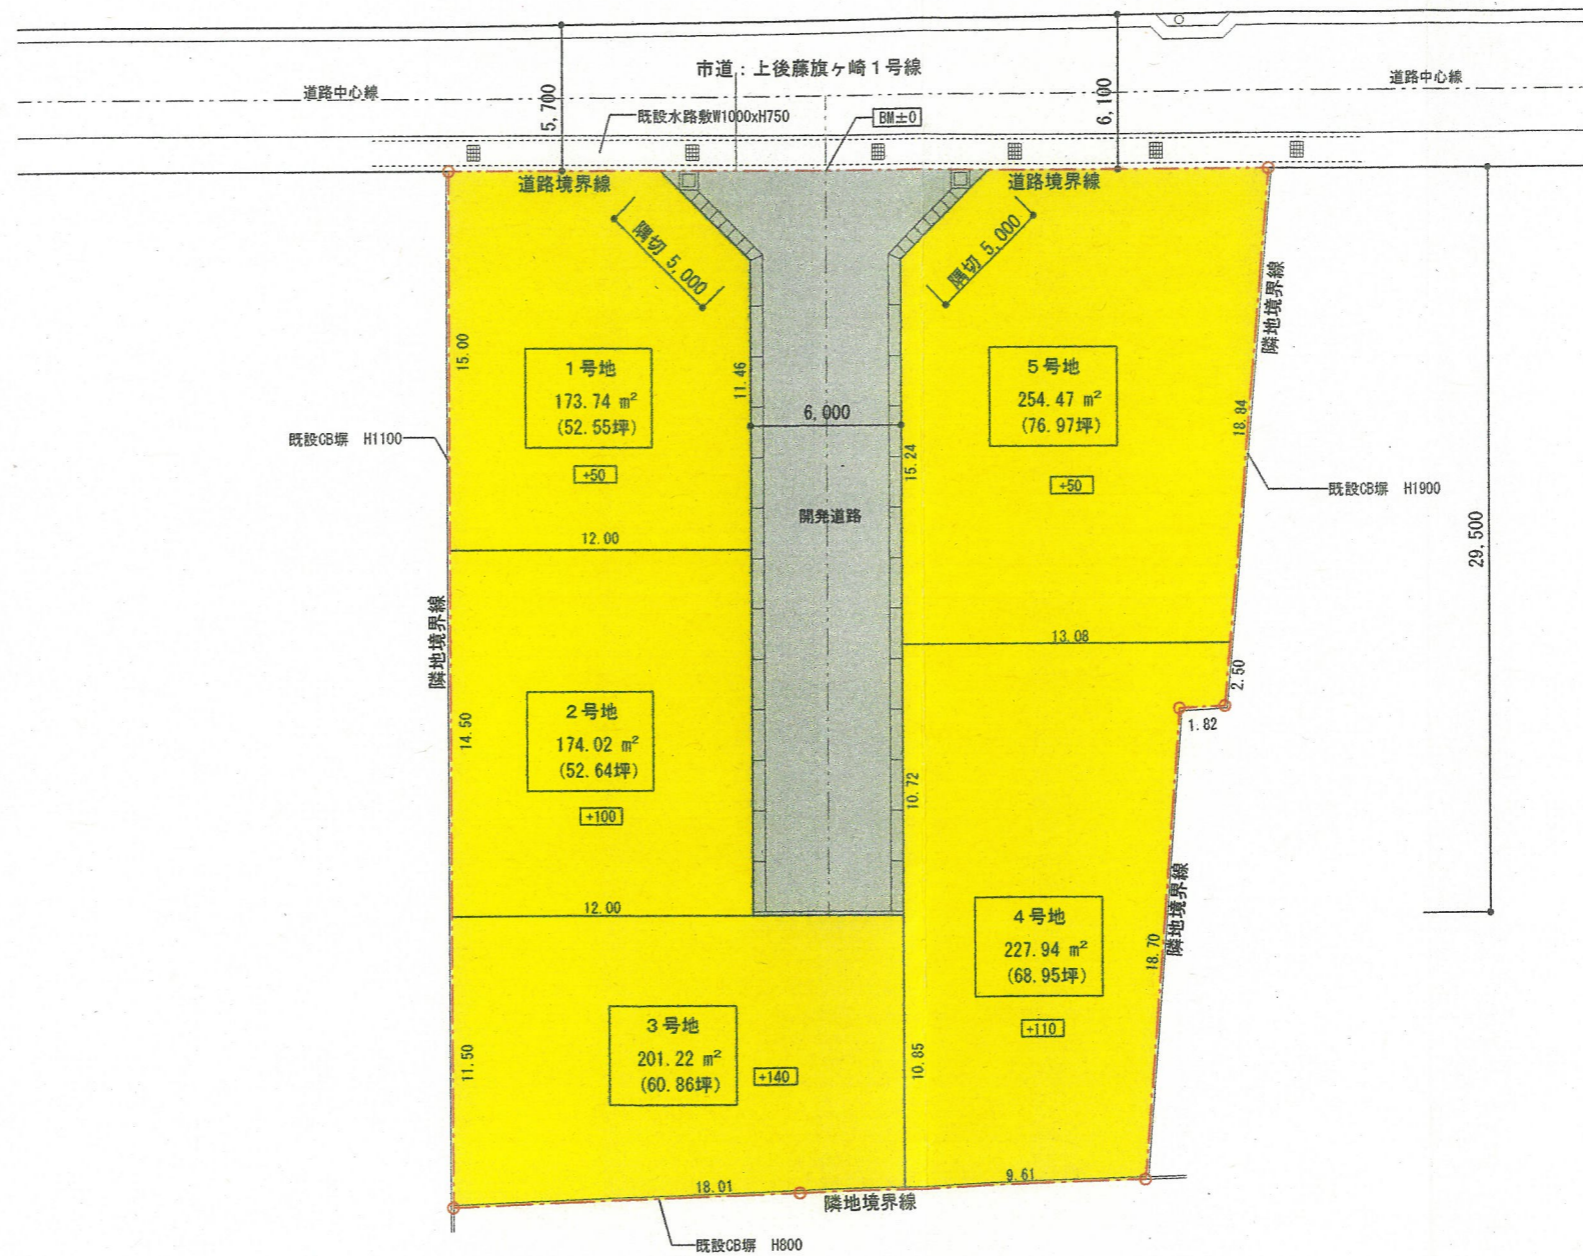 市道：上後藤旗ヶ崎１号線
道路中心線
道路中心線
5,700
6,100
既設水路敷W1000xH750
BM±0
道路境界線
道路境界線
隅切 5,000
隅切 5,000
隣地境界線
15.00
１号地
173.74 ㎡
(52.55坪)
+50
11.46
6,000
５号地
254.47 ㎡
(76.97坪)
+50
15.24
18.84
既設CB塀 H1100
既設CB塀 H1900
開発道路
29,500
12.00
隣地境界線
13.08
2.50
1.82
14.50
２号地
174.02 ㎡
(52.64坪)
+100
10.72
12.00
４号地
227.94 ㎡
(68.95坪)
+110
18.70
隣地境界線
３号地
201.22 ㎡
(60.86坪)
+140
11.50
10.85
18.01
9.61
隣地境界線
既設CB塀 H800